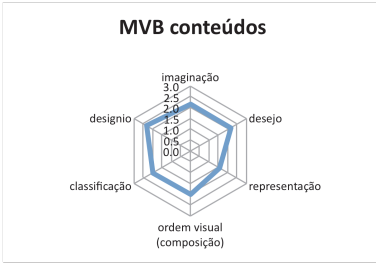 MVB conteúdos
imaginação
3.0
2.5
2.0
1.5
1.0
0.5
0.0
desejo
representação
ordem visual
(composição)
classificação
designio